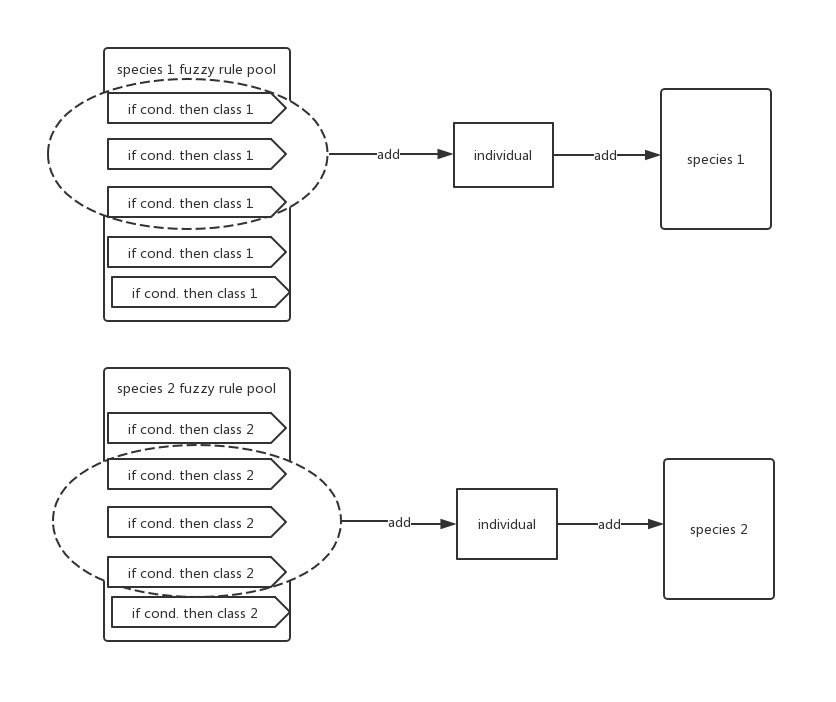 species 1 fuzzy rule pool
if cond. then class 1
if cond. then class 1
if cond. then class 1
if cond. then class 1
if cond. then class 1
add
individual
add
species 1
species 2 fuzzy rule pool
if cond. then class 2
if cond. then class 2
if cond. then class 2
if cond. then class 2
if cond. then class 2
add
individual
add
species 2